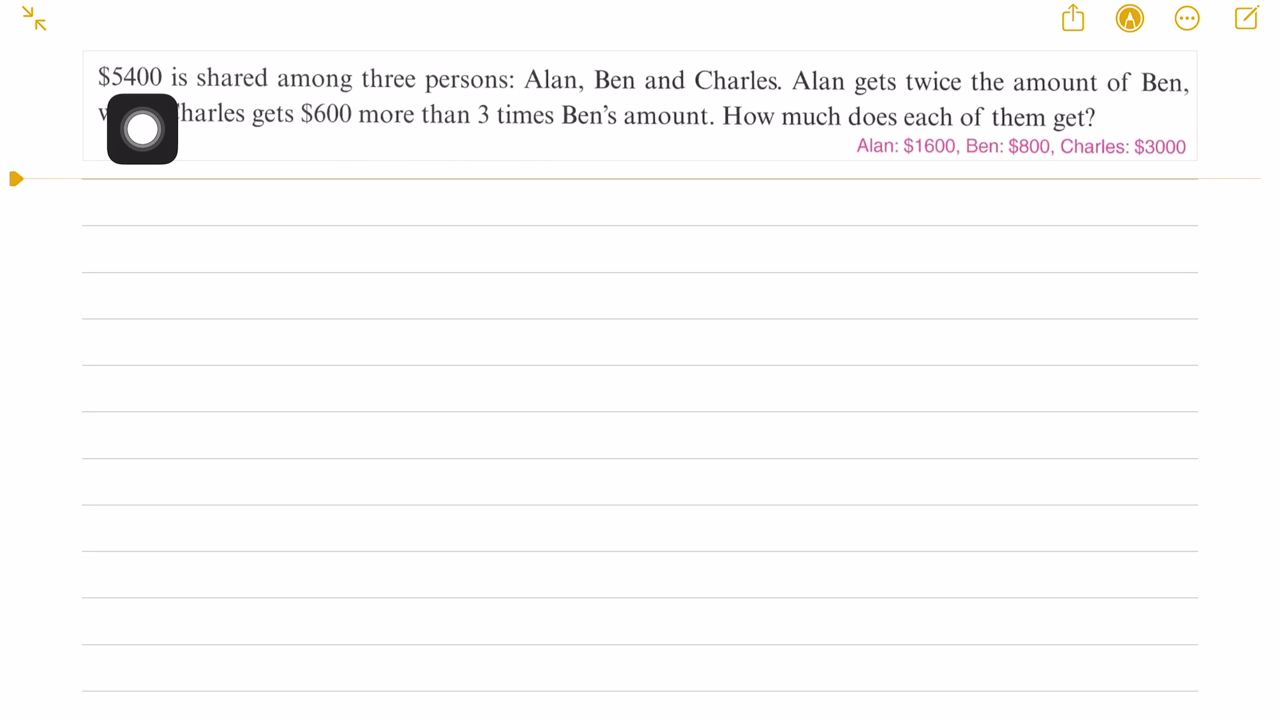 $5400 is shared among three persons: Alan, Ben and Charles. Alan gets twice the amount of Ben,
Charles gets $600 more than 3 times Ben's amount. How much does each of them get?
Alan: $1600, Ben: $800, Charles: $3000